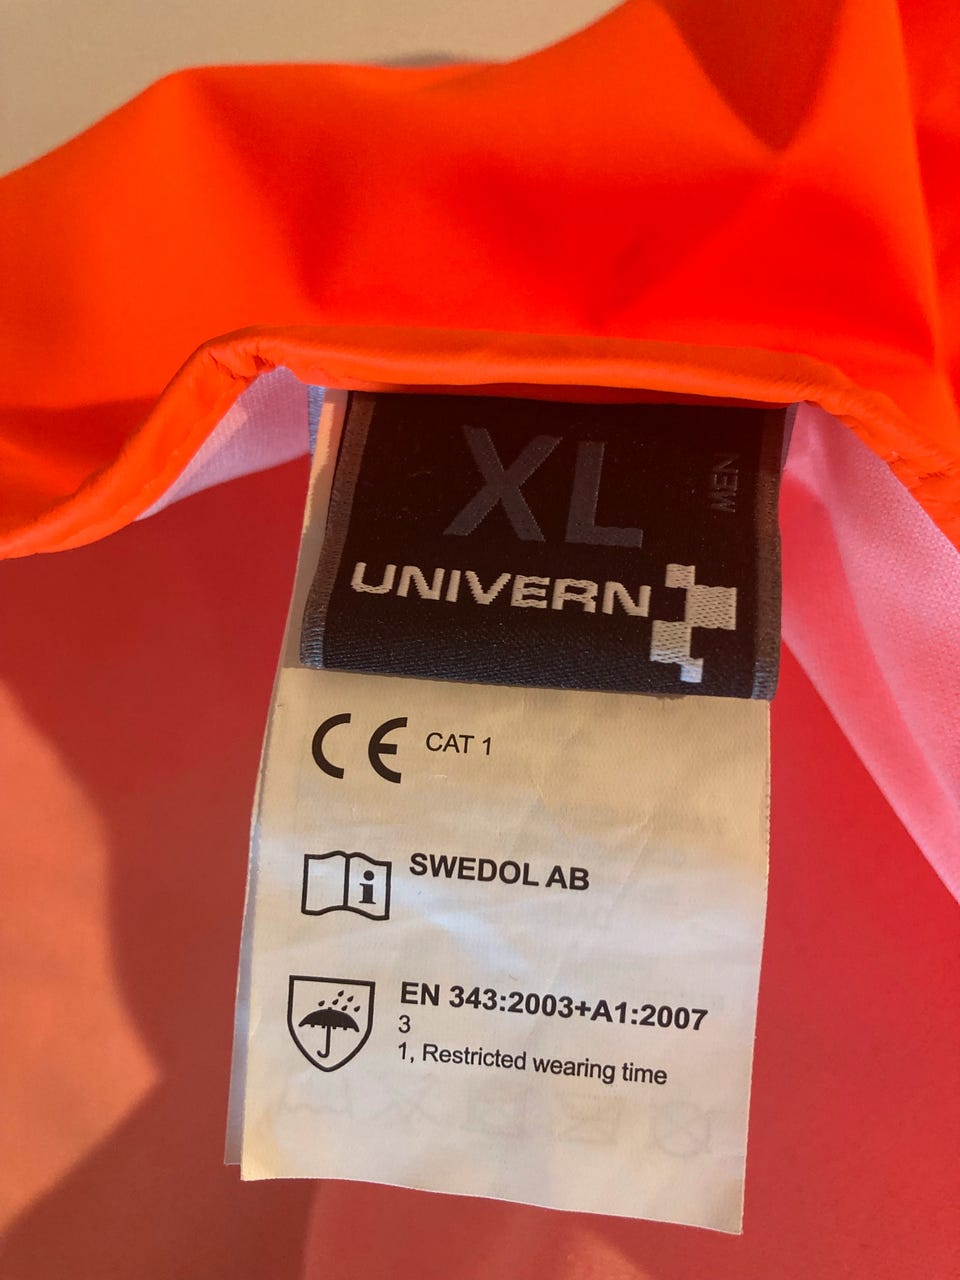 XL
MEN
UNIVERN
CE CAT 1
i
SWEDOL AB
EN 343:2003+A1:2007
3
1, Restricted wearing time